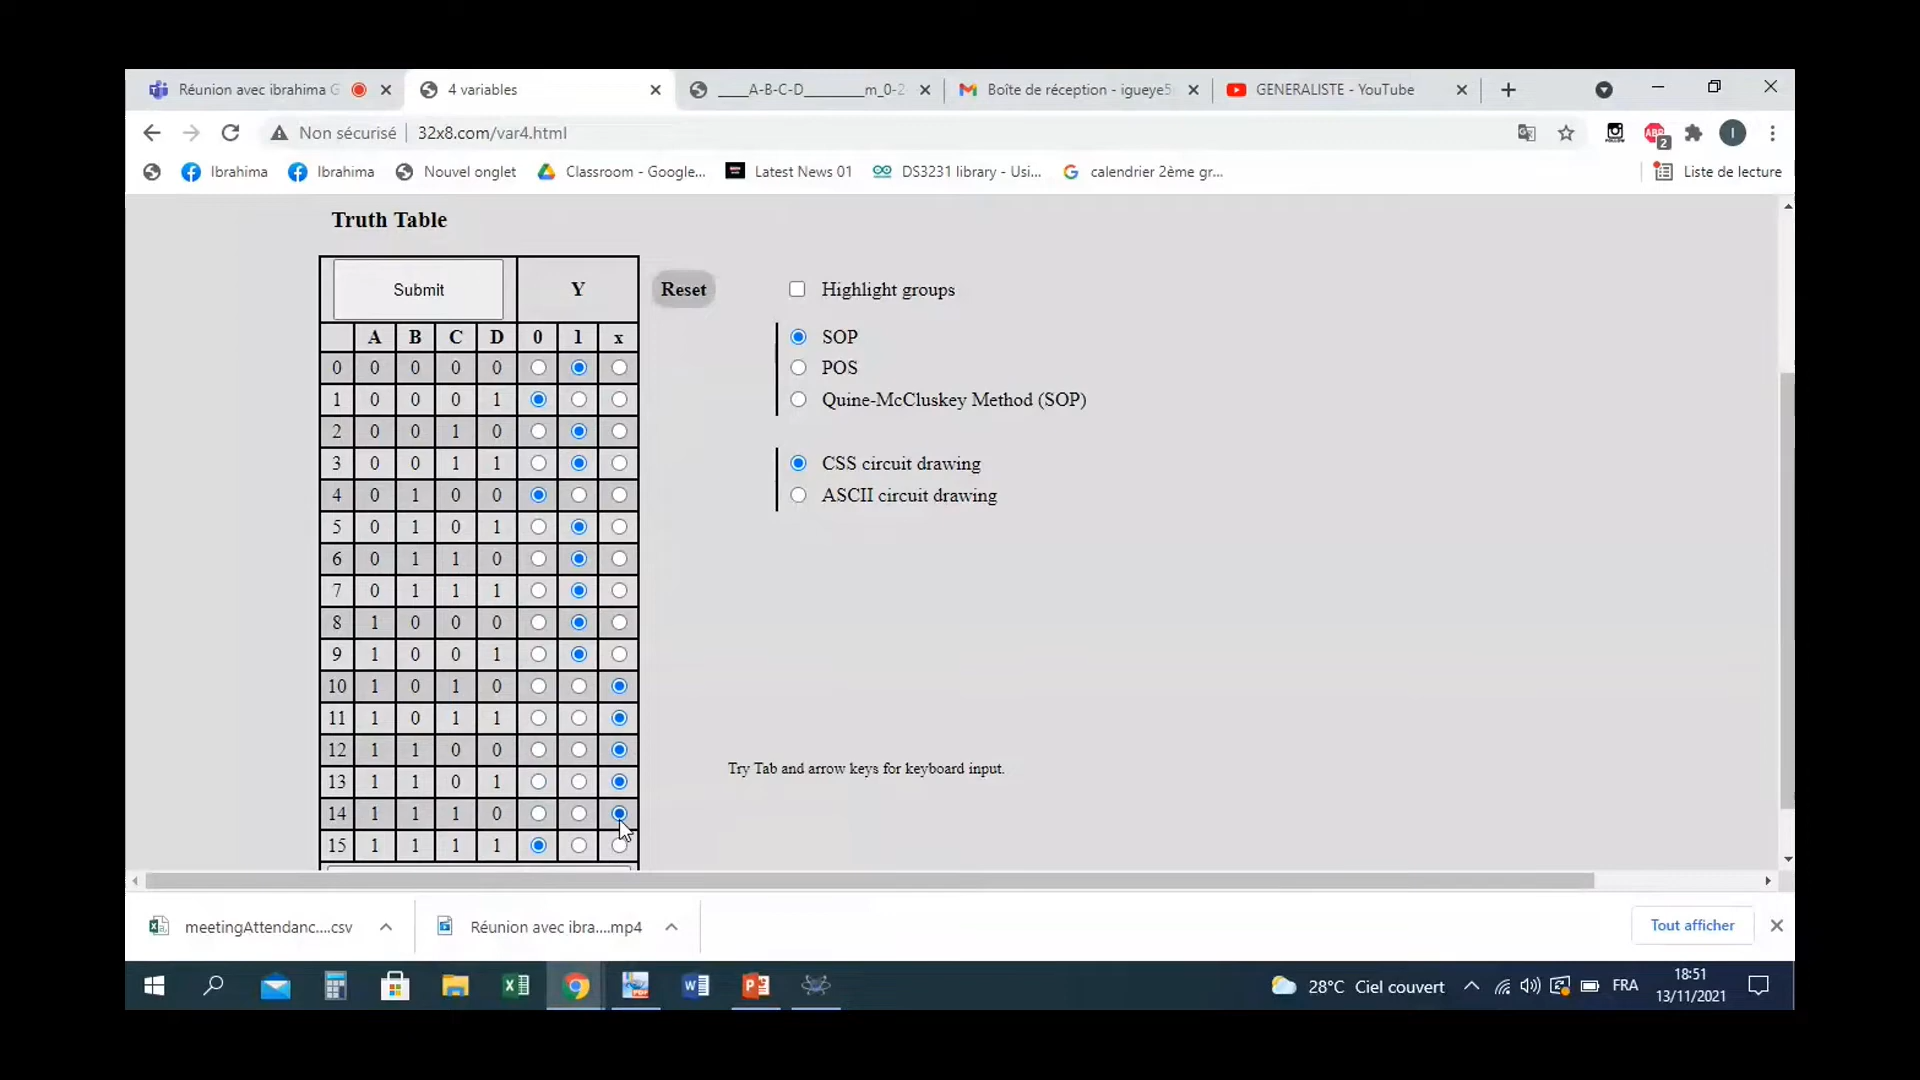 Réunion avec ibrahima G
4 variables
____A-B-C-D________m_0-2
Boîte de réception - igueye5
GENERALISTE - YouTube
Non sécurisé
32x8.com/var4.html
2
I
Ibrahima
Ibrahima
Nouvel onglet
Classroom - Google...
Latest News 01
DS3231 library - Usi...
calendrier 2ème gr...
Liste de lecture
Truth Table
Submit Y Reset
A B C D 0 1 x
0 0 0 0 0
1 0 0 0 1
2 0 0 1 0
3 0 0 1 1
4 0 1 0 0
5 0 1 0 1
6 0 1 1 0
7 0 1 1 1
8 1 0 0 0
9 1 0 0 1
10 1 0 1 0
11 1 0 1 1
12 1 1 0 0
13 1 1 0 1
14 1 1 1 0
15 1 1 1 1
Highlight groups
SOP
POS
Quine-McCluskey Method (SOP)
CSS circuit drawing
ASCII circuit drawing
Try Tab and arrow keys for keyboard input.
meetingAttendanc....csv
Réunion avec ibra....mp4
Tout afficher
28°C Ciel couvert
FRA
18:51
13/11/2021